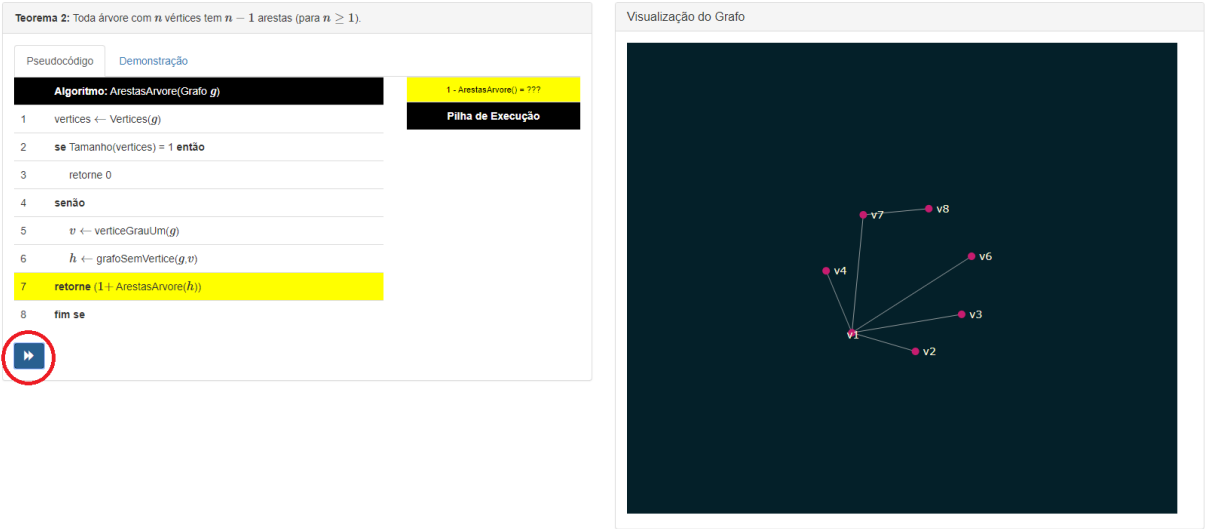 Teorema 2: Toda árvore com n vértices tem n − 1 arestas (para n ≥ 1).
Pseudocódigo Demonstração
Algoritmo: ArestasArvore(Grafo g)
1 vertices ← Vertices(g)
2 se Tamanho(vertices) = 1 então
3 retorne 0
4 senão
5 v ← verticeGrauUm(g)
6 h ← grafoSemVertice(g,v)
7 retorne (1+ ArestasArvore(h))
8 fim se
1 - ArestasArvore() = ???
Pilha de Execução
Visualização do Grafo
v7
v8
v4
v6
v3
v1
v2